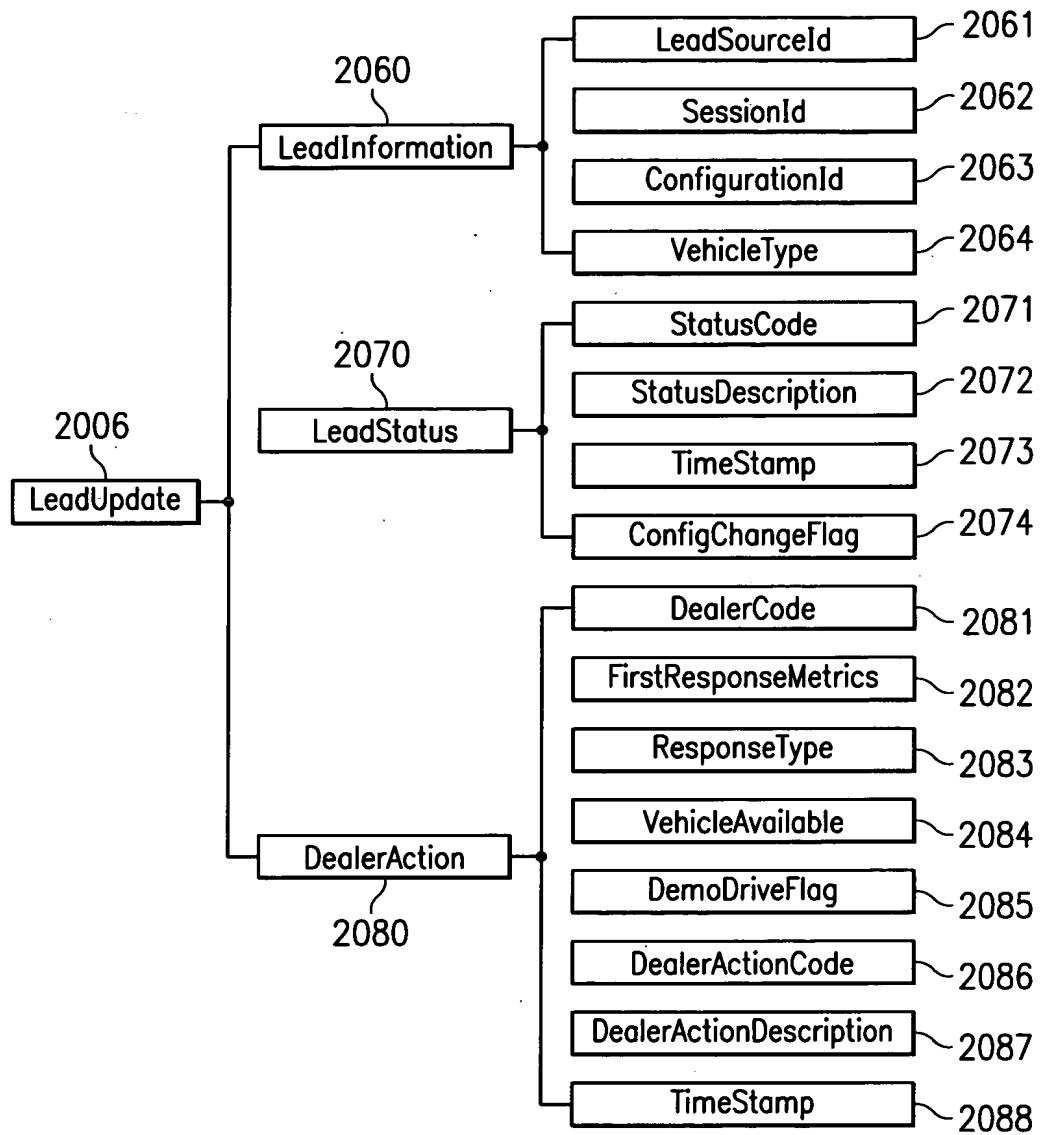 2006
LeadUpdate
2060
LeadInformation
LeadSourceId 2061
SessionId 2062
ConfigurationId 2063
VehicleType 2064
2070
LeadStatus
StatusCode 2071
StatusDescription 2072
TimeStamp 2073
ConfigChangeFlag 2074
DealerAction
2080
DealerCode 2081
FirstResponseMetrics 2082
ResponseType 2083
VehicleAvailable 2084
DemoDriveFlag 2085
DealerActionCode 2086
DealerActionDescription 2087
TimeStamp 2088